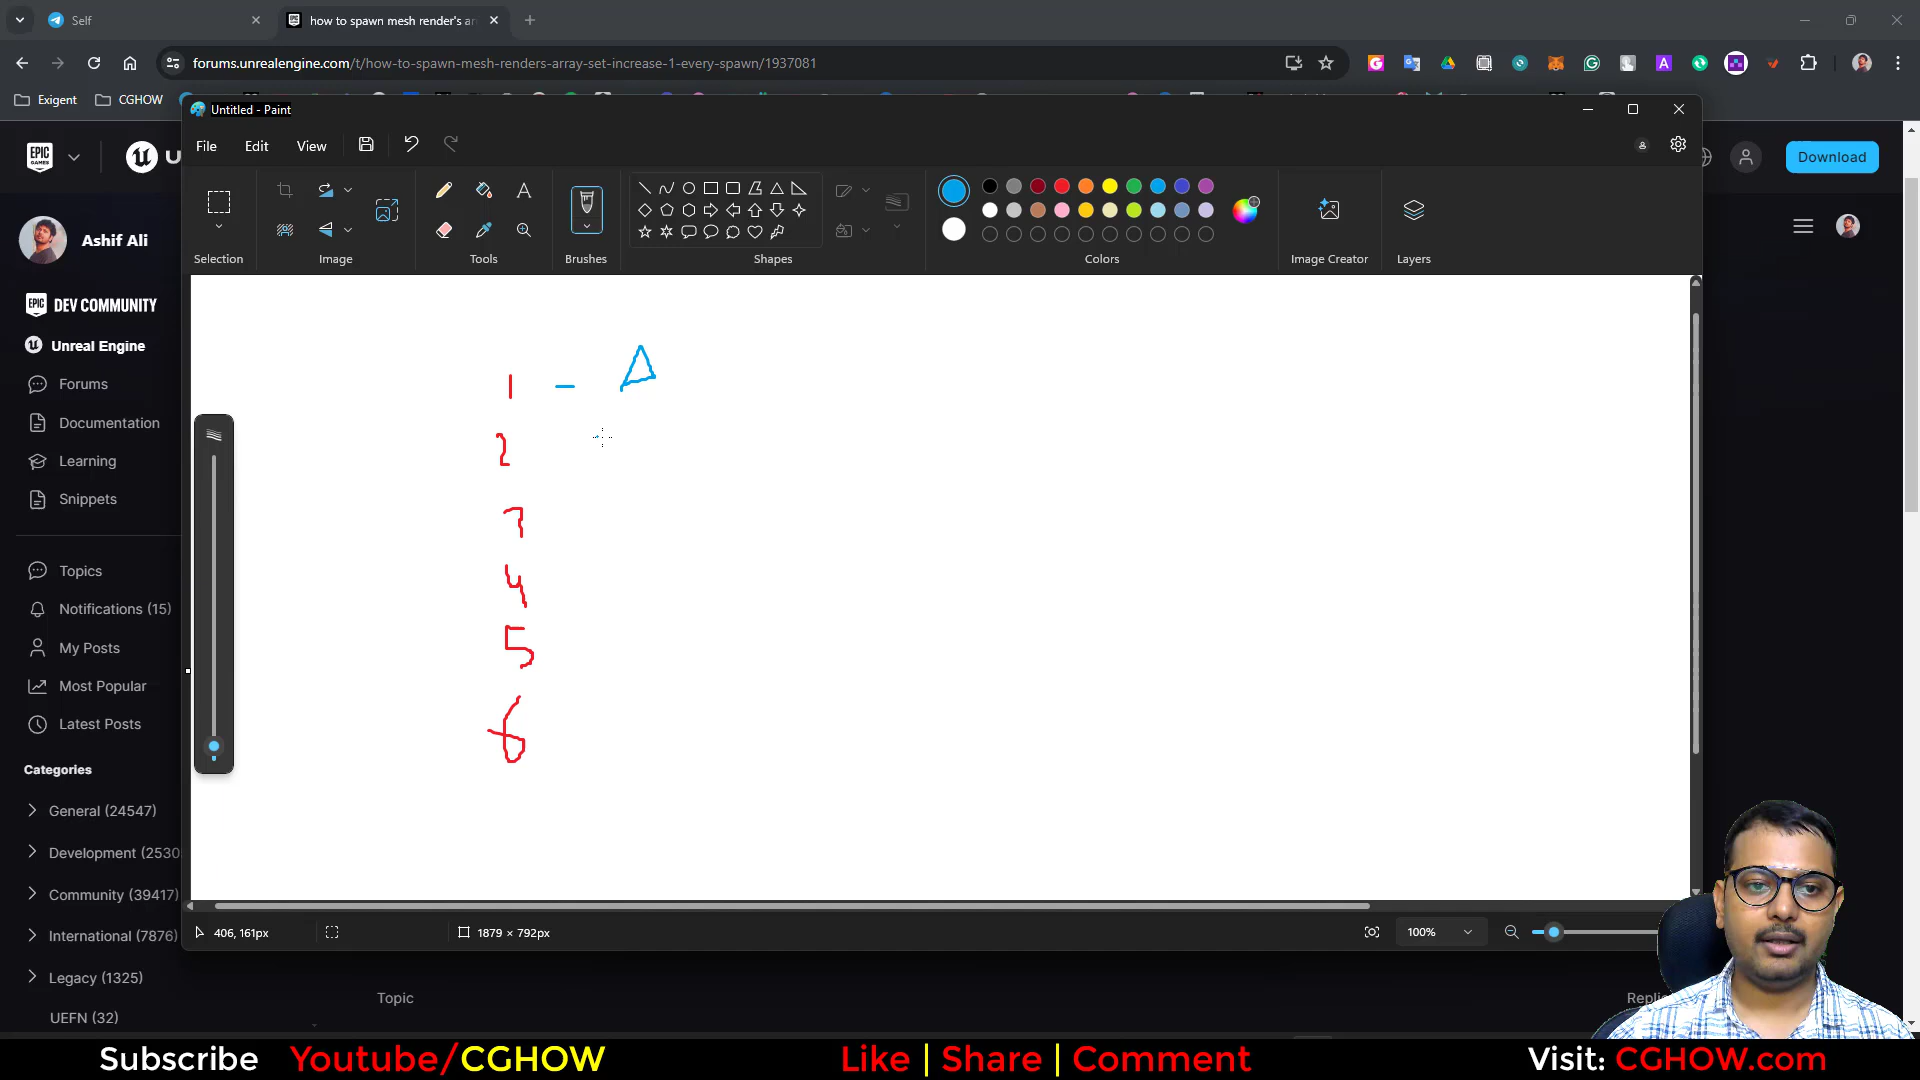 Self
how to spawn mesh render's ar
forums.unrealengine.com/t/how-to-spawn-mesh-renders-array-set-increase-1-every-spawn/1937081
Exigent
CGHOW
Untitled - Paint
EPIC GAMES
U
Download
File
Edit
View
Selection
Image
Tools
Brushes
Shapes
Colors
Image Creator
Layers
Ashif Ali
EPIC DEV COMMUNITY
Unreal Engine
Forums
Documentation
Learning
Snippets
Topics
Notifications (15)
My Posts
Most Popular
Latest Posts
Categories
General (24547)
Development (2530
Community (39417)
International (7876)
Legacy (1325)
UEFN (32)
1 -
2
3
4
5
6
406, 161px
1879 × 792px
100%
Topic
Replie
Subscribe Youtube/CGHOW
Like | Share | Comment
Visit: CGHOW.com